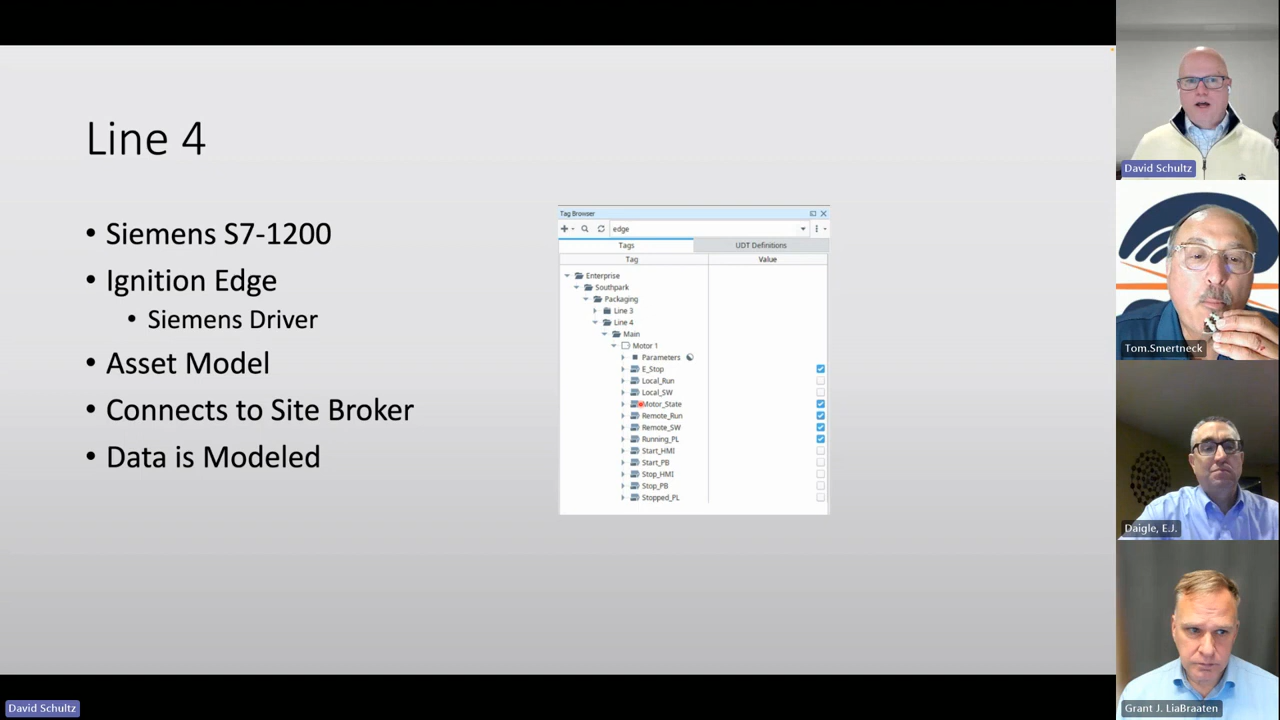 Line 4
• Siemens S7-1200
• Ignition Edge
• Siemens Driver
• Asset Model
• Connects to Site Broker
• Data is Modeled
Tag Browser
edge
Tags
UDT Definitions
Tag
Value
Enterprise
Southpark
Packaging
Line 3
Line 4
Main
Motor 1
Parameters
E_Stop
Local_Run
Local_SW
Motor_State
Remote_Run
Remote_SW
Running_PL
Start_HMI
Start_PB
Stop_HMI
Stop_PB
Stopped_PL
David Schultz
Tom.Smertneck
Daigle, E.J.
Grant J. LiaBraaten
David Schultz